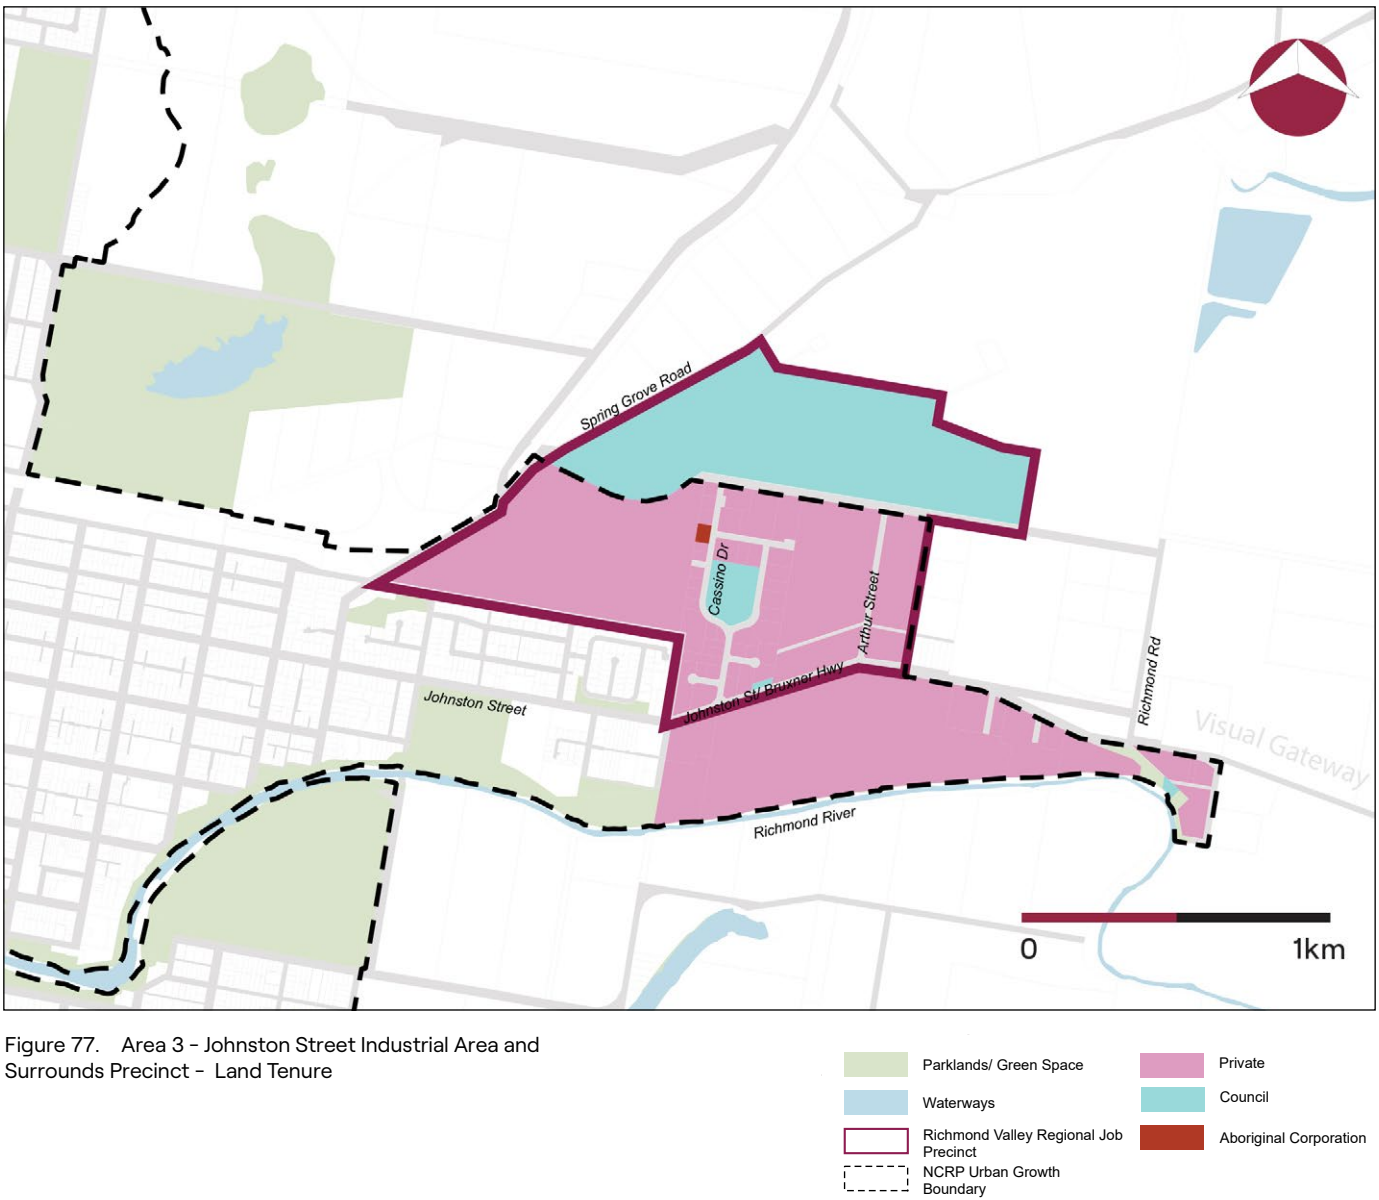 Spring Grove Road
Cassino Dr
Arthur Street
Johnston St/ Bruxner Hwy
Johnston Street
Richmond Rd
Visual Gateway
Richmond River
0 1km
Figure 77. Area 3 - Johnston Street Industrial Area and
Surrounds Precinct - Land Tenure
Parklands/ Green Space
Waterways
Richmond Valley Regional Job
Precinct
NCRP Urban Growth
Boundary
Private
Council
Aboriginal Corporation